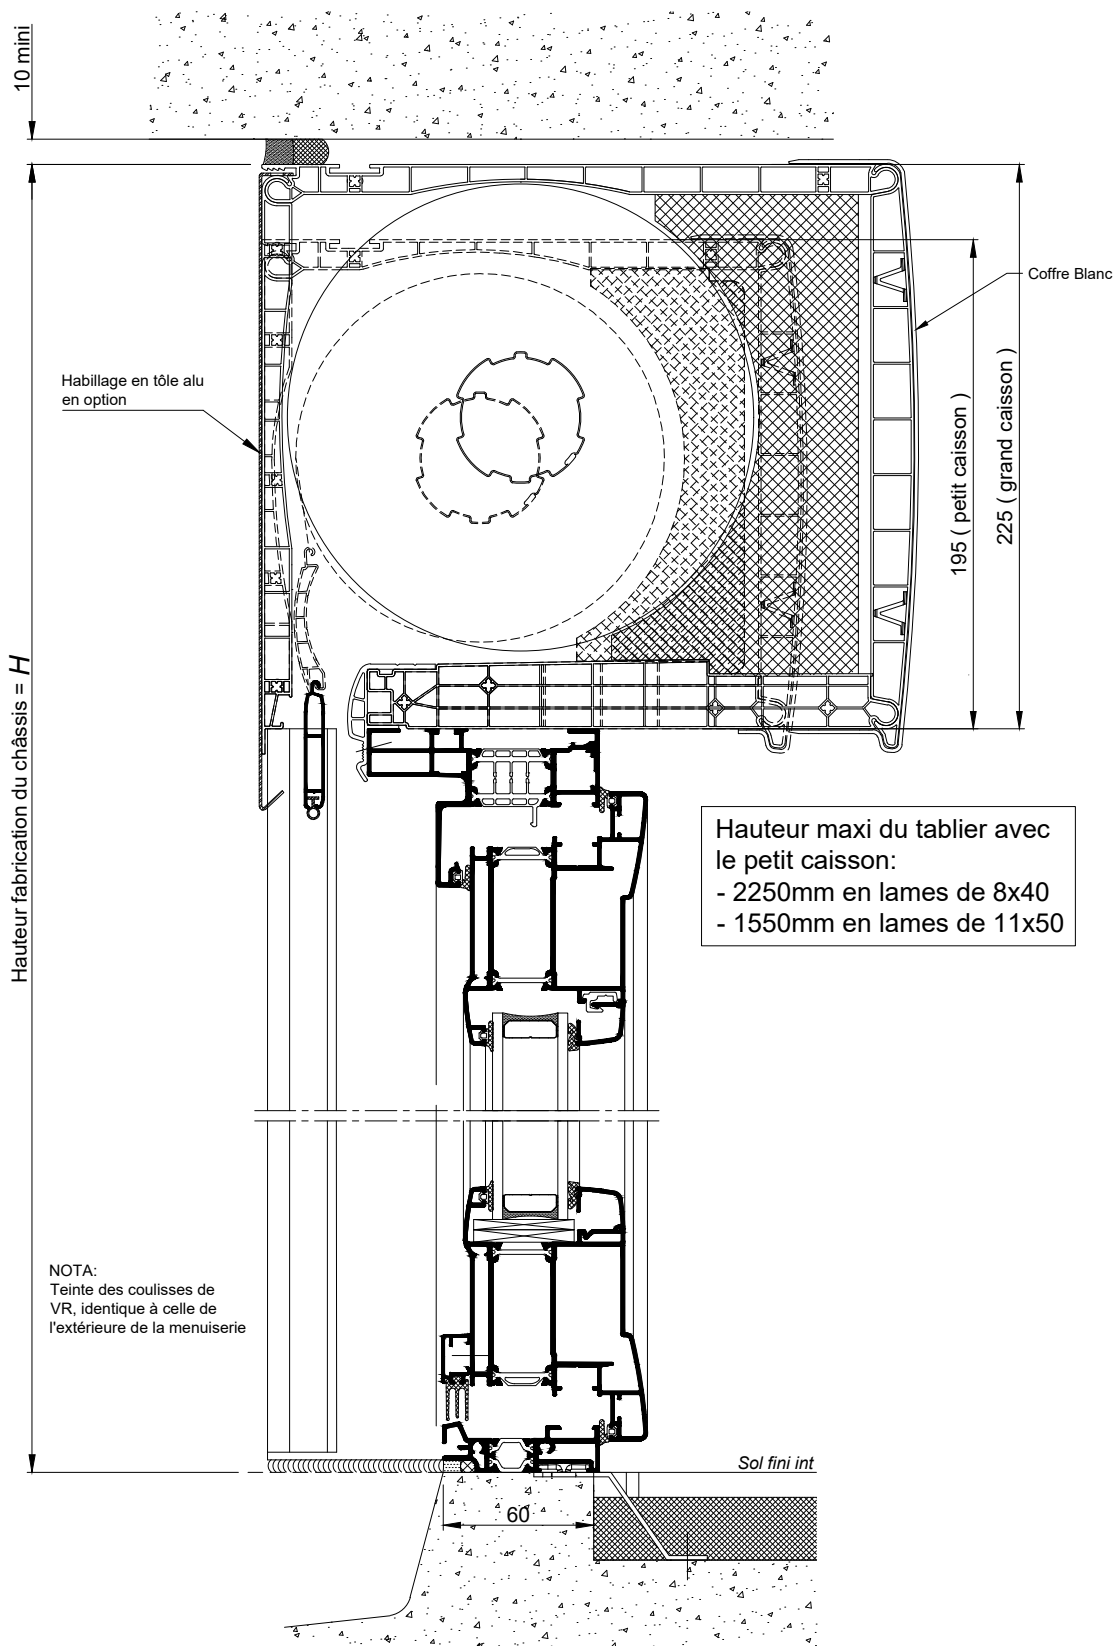 10 mini
Coffre Blanc
Habillage en tôle alu
en option
195 ( petit caisson )
225 ( grand caisson )
Hauteur fabrication du châssis = H
Hauteur maxi du tablier avec
le petit caisson:
- 2250mm en lames de 8x40
- 1550mm en lames de 11x50
NOTA:
Teinte des coulisses de
VR, identique à celle de
l'extérieure de la menuiserie
Sol fini int
60